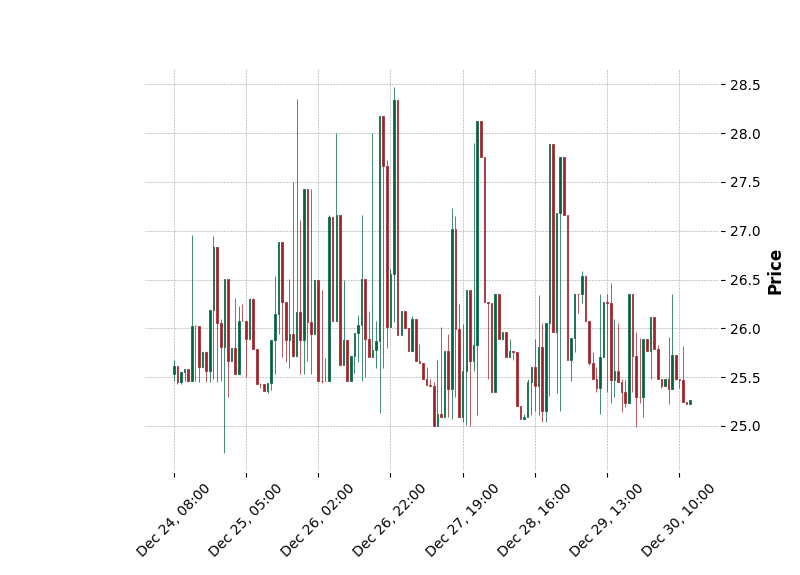 28.5
28.0
27.5
27.0
26.5
26.0
25.5
25.0
Price
Dec 24, 08:00
Dec 25, 05:00
Dec 26, 02:00
Dec 26, 22:00
Dec 27, 19:00
Dec 28, 16:00
Dec 29, 13:00
Dec 30, 10:00